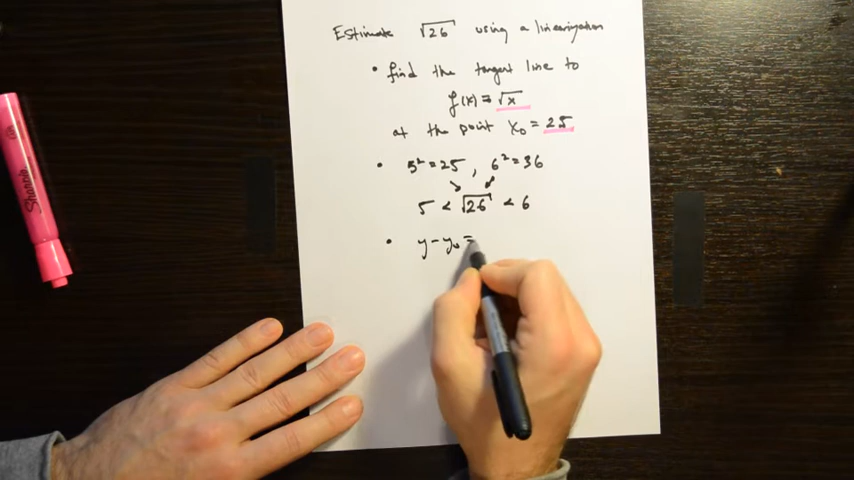 Estimate √26 using a linearization
• find the tangent line to
f(x) = √x
at the point x₀ = 25
• 5² = 25, 6² = 36
5 < √26 < 6
• y - y₀ =
Sharpie